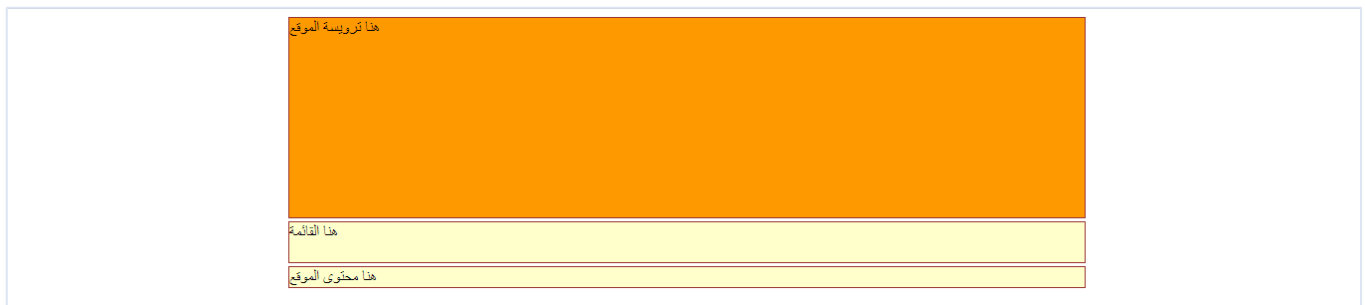 هنا ترويسة الموقع
هنا القائمة
هنا محتوى الموقع